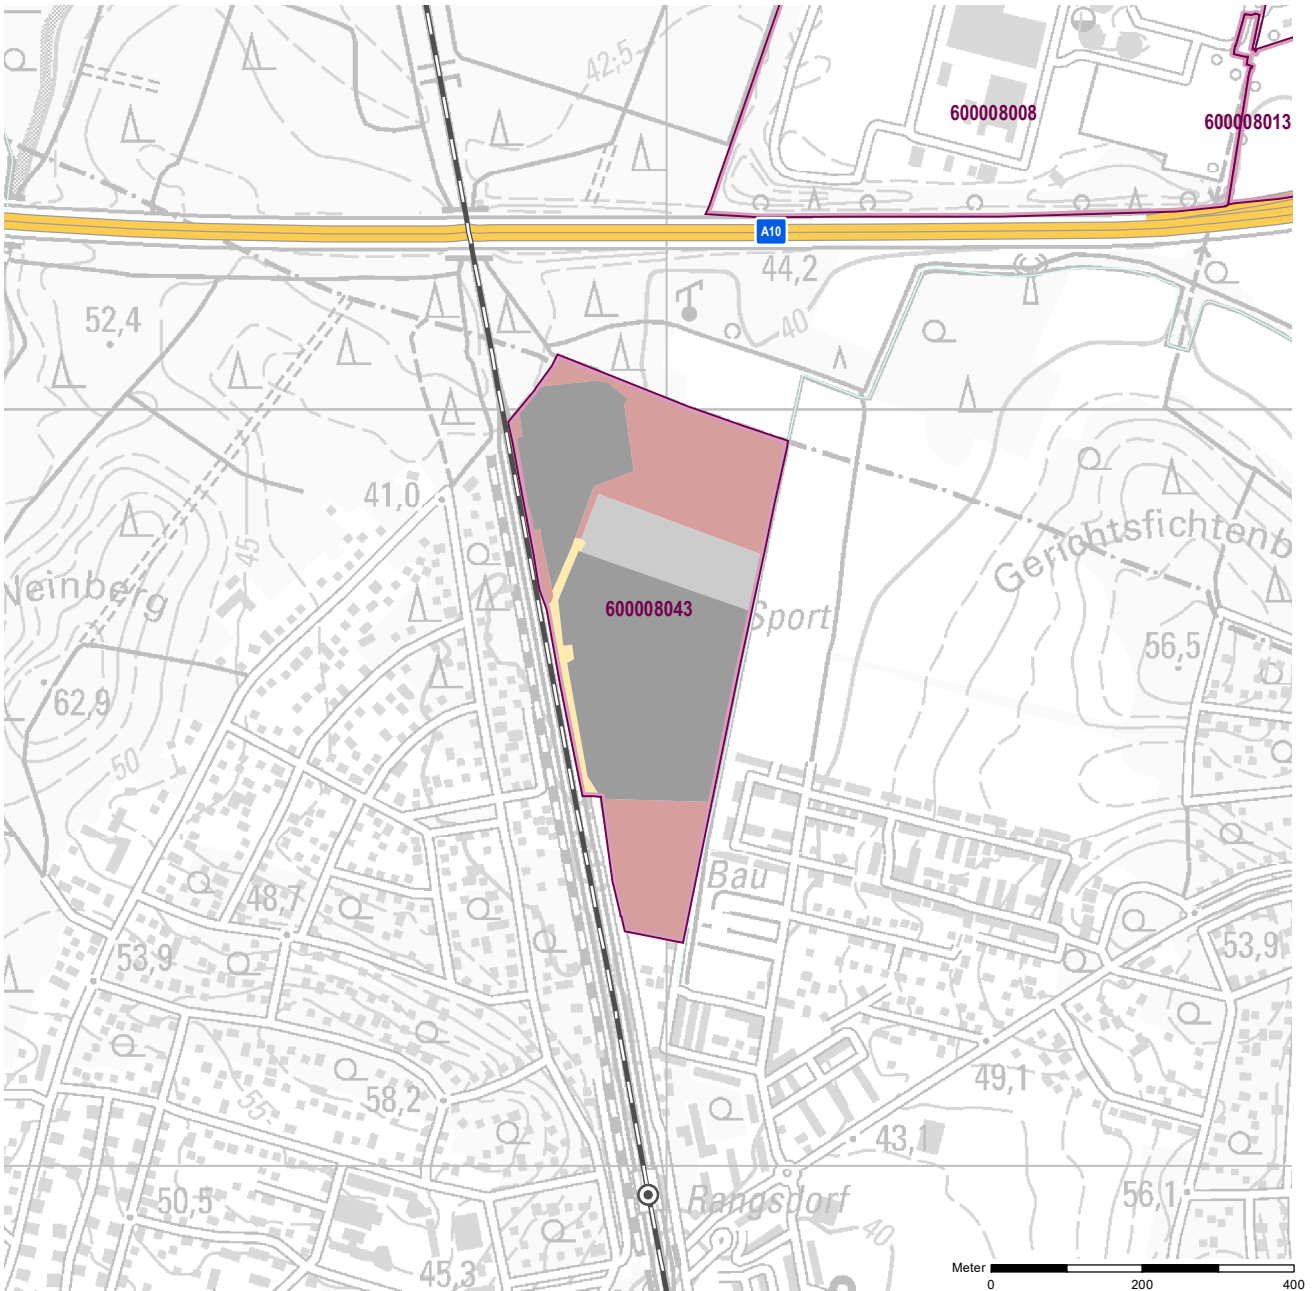 42,5
600008008
600008013
A10
44,2
40
52,4
41,0
45
Gerichtsfichtenb
Weinberg
600008043
Sport
56,5
62,9
50
Bau
48,7
53,9
53,9
49,1
58,2
55
43,1
56,1
50,5
Rangsdorf
40
45,3
Meter
0 200 400